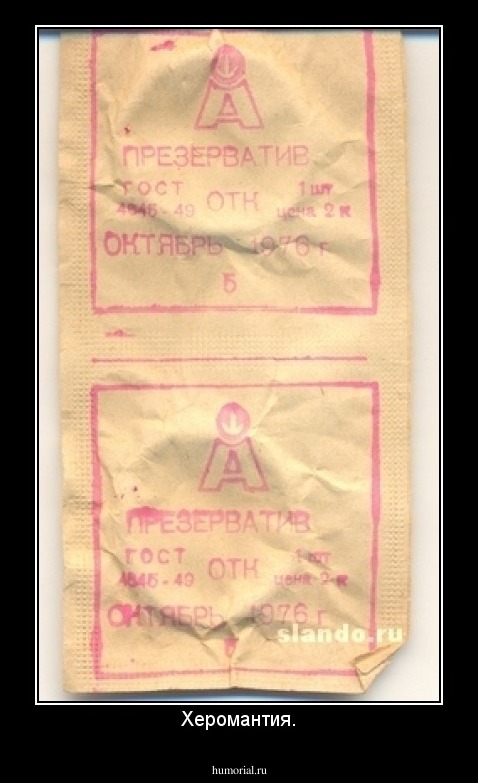 А
ПРЕЗЕРВАТИВ
ГОСТ ОТК 1 шт
4645-49 цена 2 к
ОКТЯБРЬ 1976 г
Б
А
ПРЕЗЕРВАТИВ
ГОСТ ОТК 1 шт
4645-49 цена 2 к
ОКТЯБРЬ 1976 г
slando.ru
Херомантия.
humorial.ru